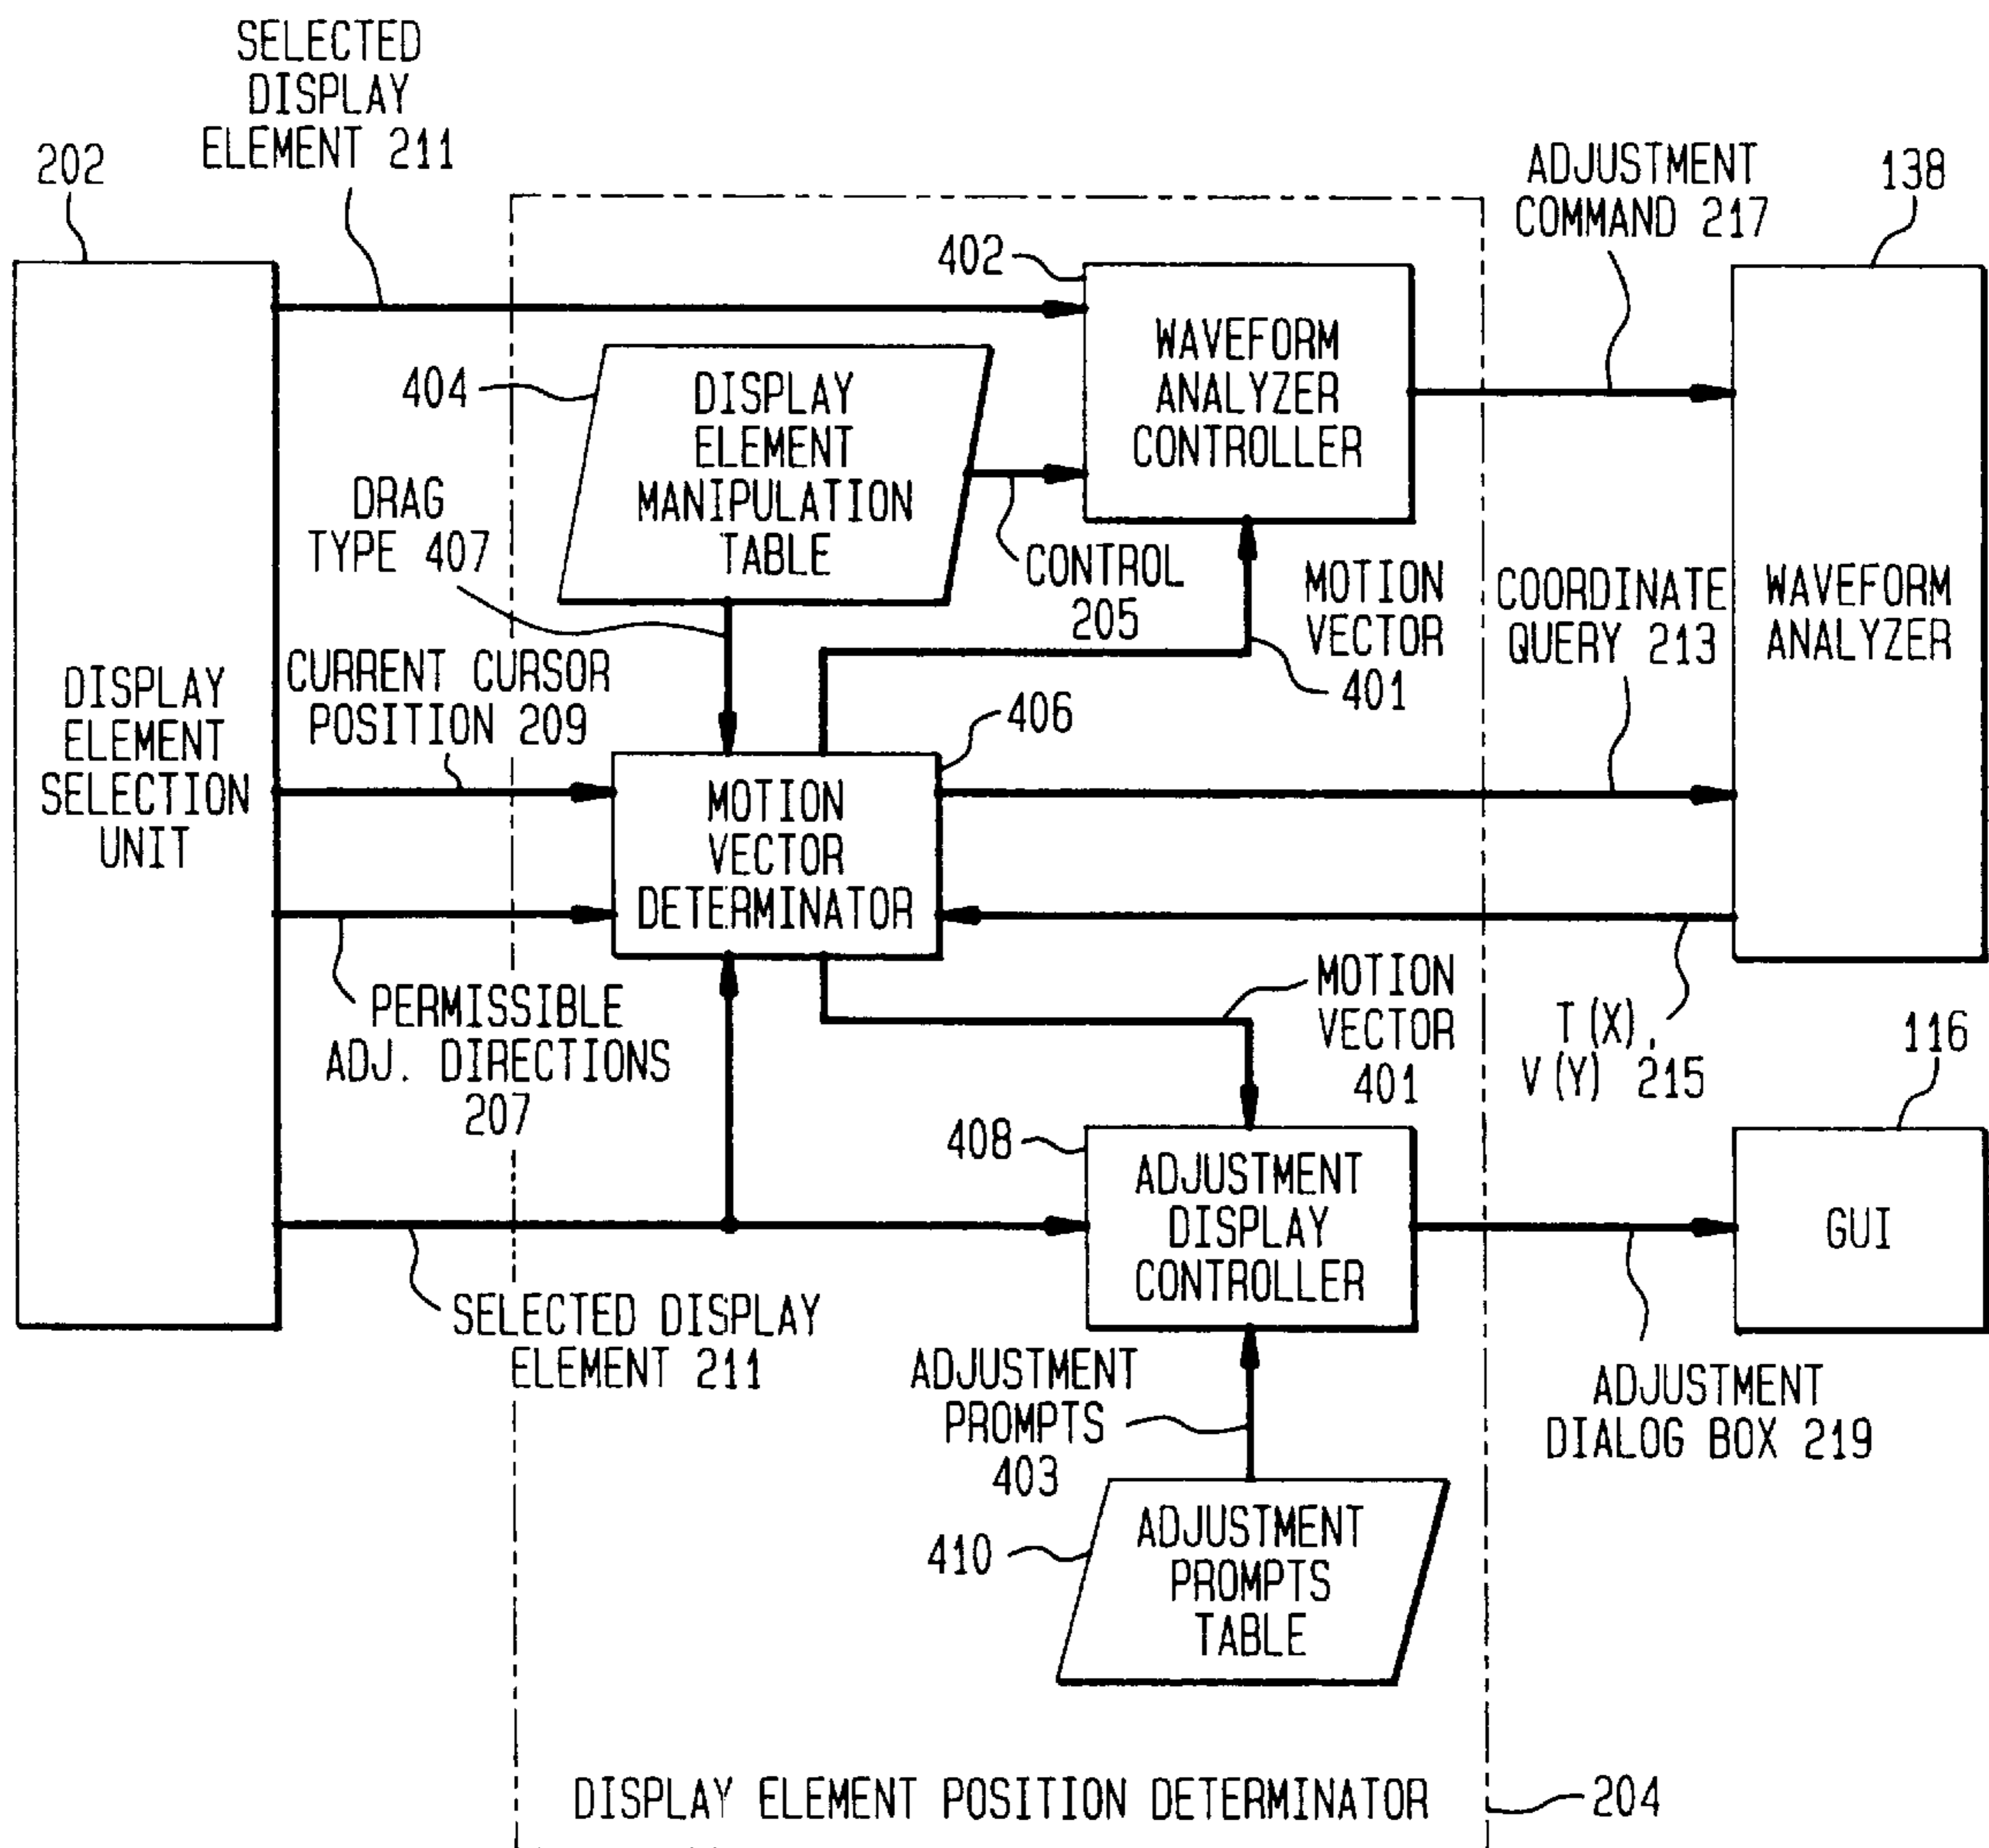 SELECTED
DISPLAY
ELEMENT 211
202
ADJUSTMENT
COMMAND 217
138
402
WAVEFORM
ANALYZER
CONTROLLER
404
DISPLAY
ELEMENT
MANIPULATION
TABLE
DRAG
TYPE 407
CONTROL
205
MOTION
VECTOR
401
COORDINATE
QUERY 213
WAVEFORM
ANALYZER
DISPLAY
ELEMENT
SELECTION
UNIT
CURRENT CURSOR
POSITION 209
406
MOTION
VECTOR
DETERMINATOR
PERMISSIBLE
ADJ. DIRECTIONS
207
MOTION
VECTOR
401
T(X),
V(Y) 215
116
408
ADJUSTMENT
DISPLAY
CONTROLLER
GUI
SELECTED DISPLAY
ELEMENT 211
ADJUSTMENT
PROMPTS
403
ADJUSTMENT
DIALOG BOX 219
410
ADJUSTMENT
PROMPTS
TABLE
DISPLAY ELEMENT POSITION DETERMINATOR
204